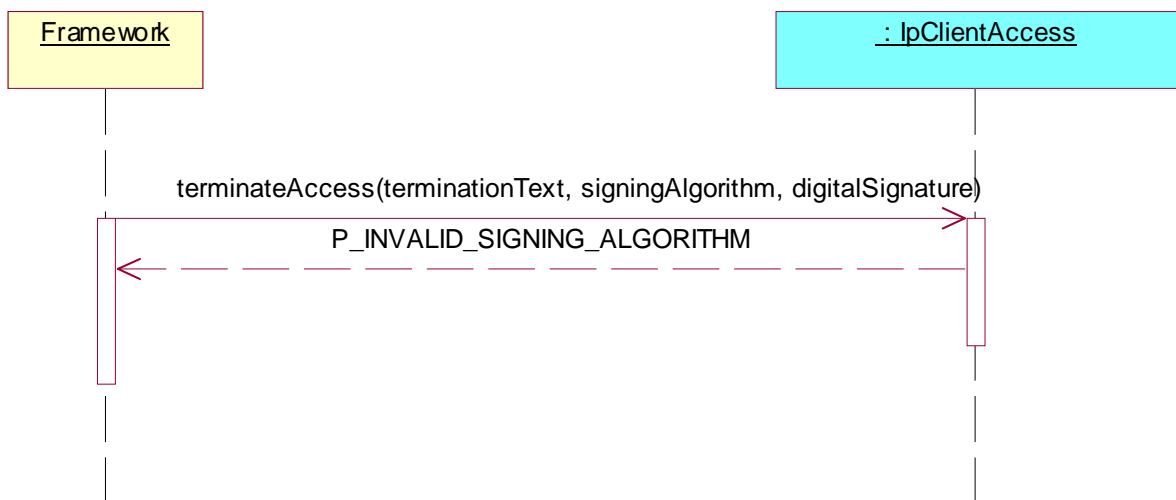 Framework
: IpClientAccess
terminateAccess(terminationText, signingAlgorithm, digitalSignature)
P_INVALID_SIGNING_ALGORITHM